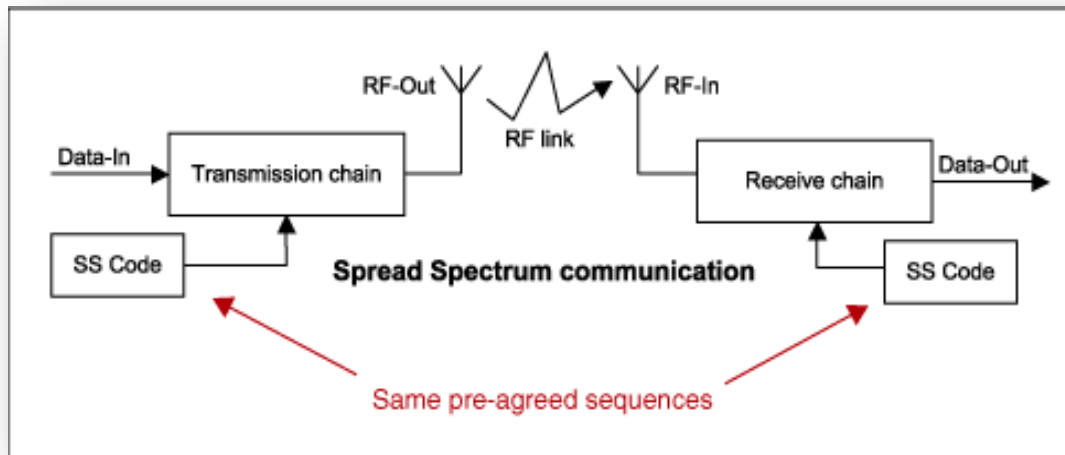 RF-Out
RF-In
RF link
Data-In
Transmission chain
Receive chain
Data-Out
SS Code
Spread Spectrum communication
SS Code
Same pre-agreed sequences